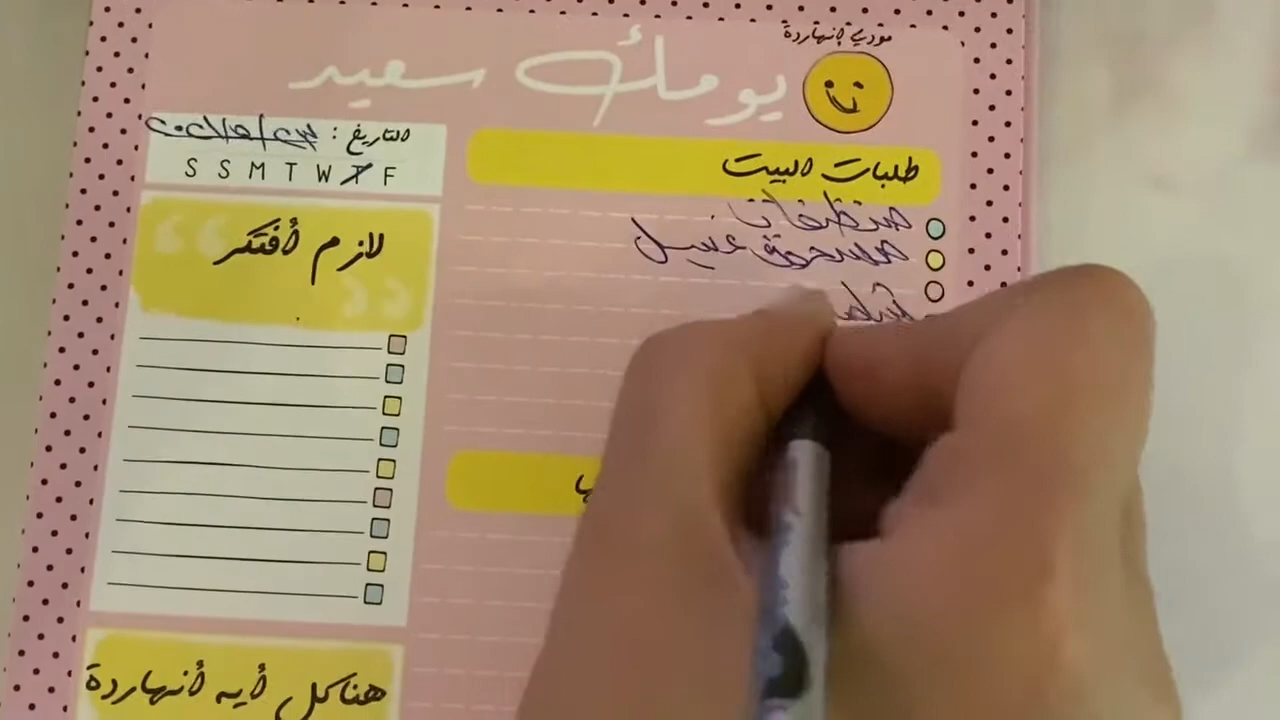 مودي إنهاردة
يومك سعيد
التاريخ :
S S M T W T F
طلبات البيت
منظفات
مسحوق غسيل
لازم أفتكر
هناكل أيه أنهاردة